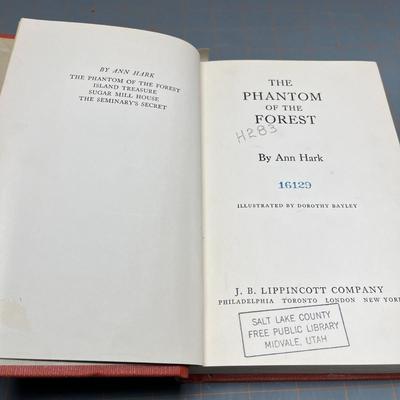 BY ANN HARK
THE PHANTOM OF THE FOREST
ISLAND TREASURE
SUGAR MILL HOUSE
THE SEMINARY'S SECRET
THE
PHANTOM
OF THE
FOREST
H283
By Ann Hark
16129
ILLUSTRATED BY DOROTHY BAYLEY
J. B. LIPPINCOTT COMPANY
PHILADELPHIA TORONTO LONDON NEW YORK
SALT LAKE COUNTY
FREE PUBLIC LIBRARY
MIDVALE, UTAH